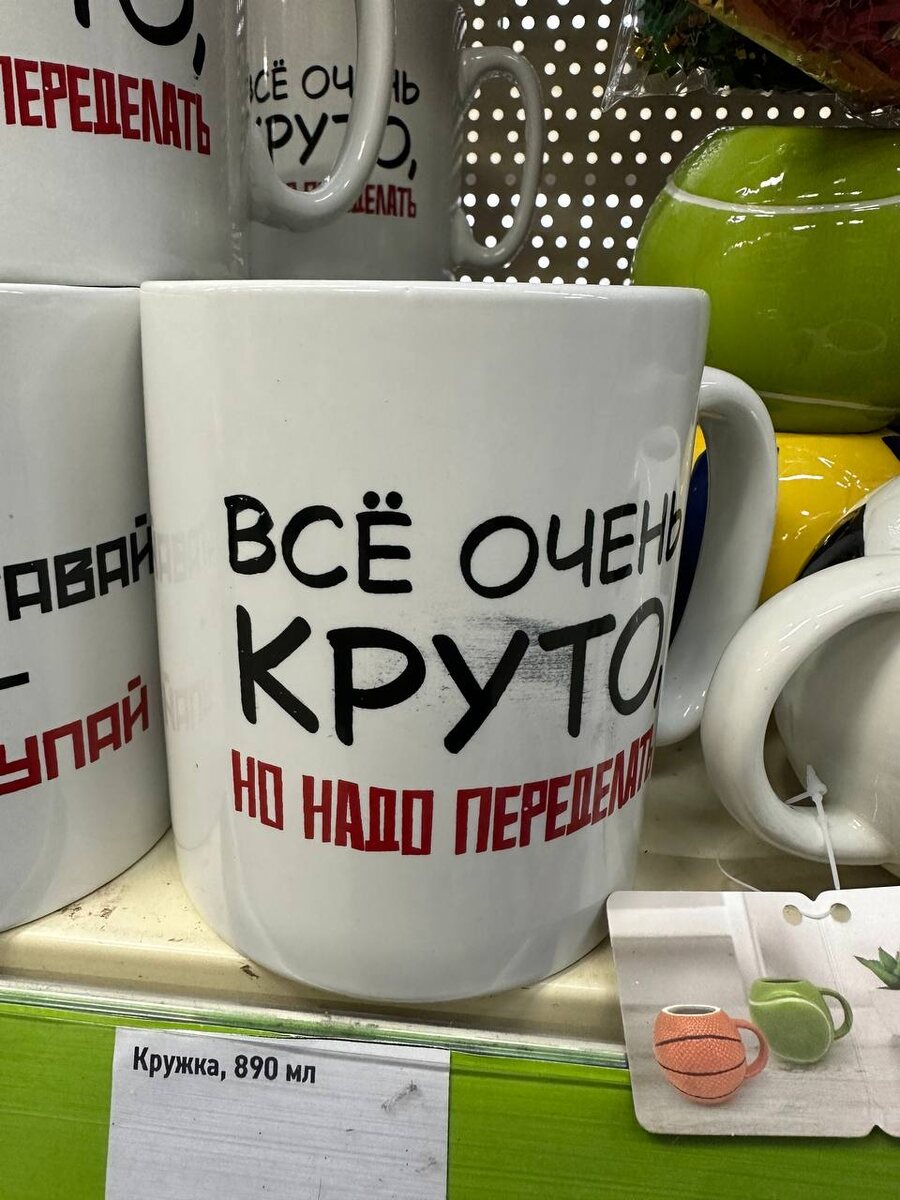 ПЕРЕДЕЛАТЬ
ВСЁ ОЧЕНЬ
КРУТО,
ВСЁ ОЧЕНЬ
КРУТО,
НО НАДО ПЕРЕДЕЛАТЬ
Кружка, 890 мл